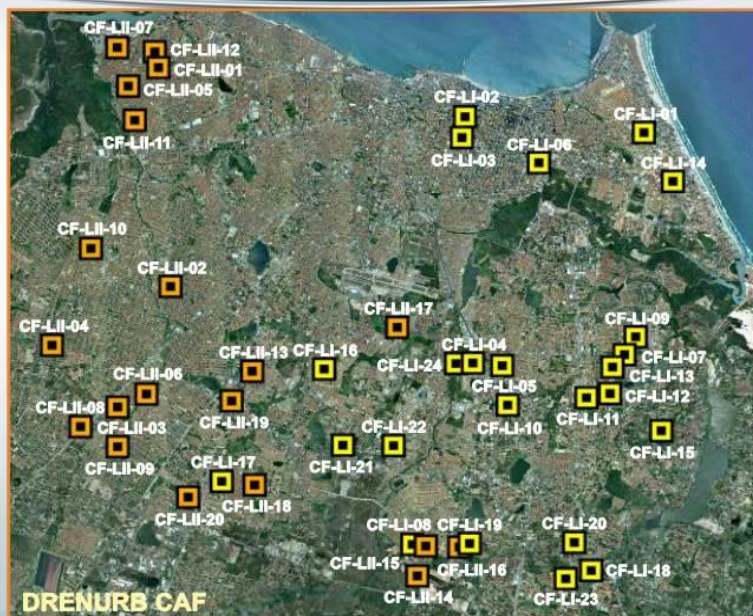 CF-LII-07
CF-LII-12
CF-LII-01
CF-LII-05
CF-LII-11
CF-LI-02
CF-LI-03
CF-LI-06
CF-LI-01
CF-LI-14
CF-LII-10
CF-LII-02
CF-LII-04
CF-LII-17
CF-LII-13
CF-LI-16
CF-LI-24
CF-LI-04
CF-LI-05
CF-LI-10
CF-LI-09
CF-LI-07
CF-LI-13
CF-LI-12
CF-LI-11
CF-LI-15
CF-LII-06
CF-LII-08
CF-LII-03
CF-LII-09
CF-LII-19
CF-LI-21
CF-LI-22
CF-LI-17
CF-LII-18
CF-LII-20
CF-LI-08
CF-LI-19
CF-LII-15
CF-LII-16
CF-LII-14
CF-LI-20
CF-LI-18
CF-LI-23
DRENURB CAF